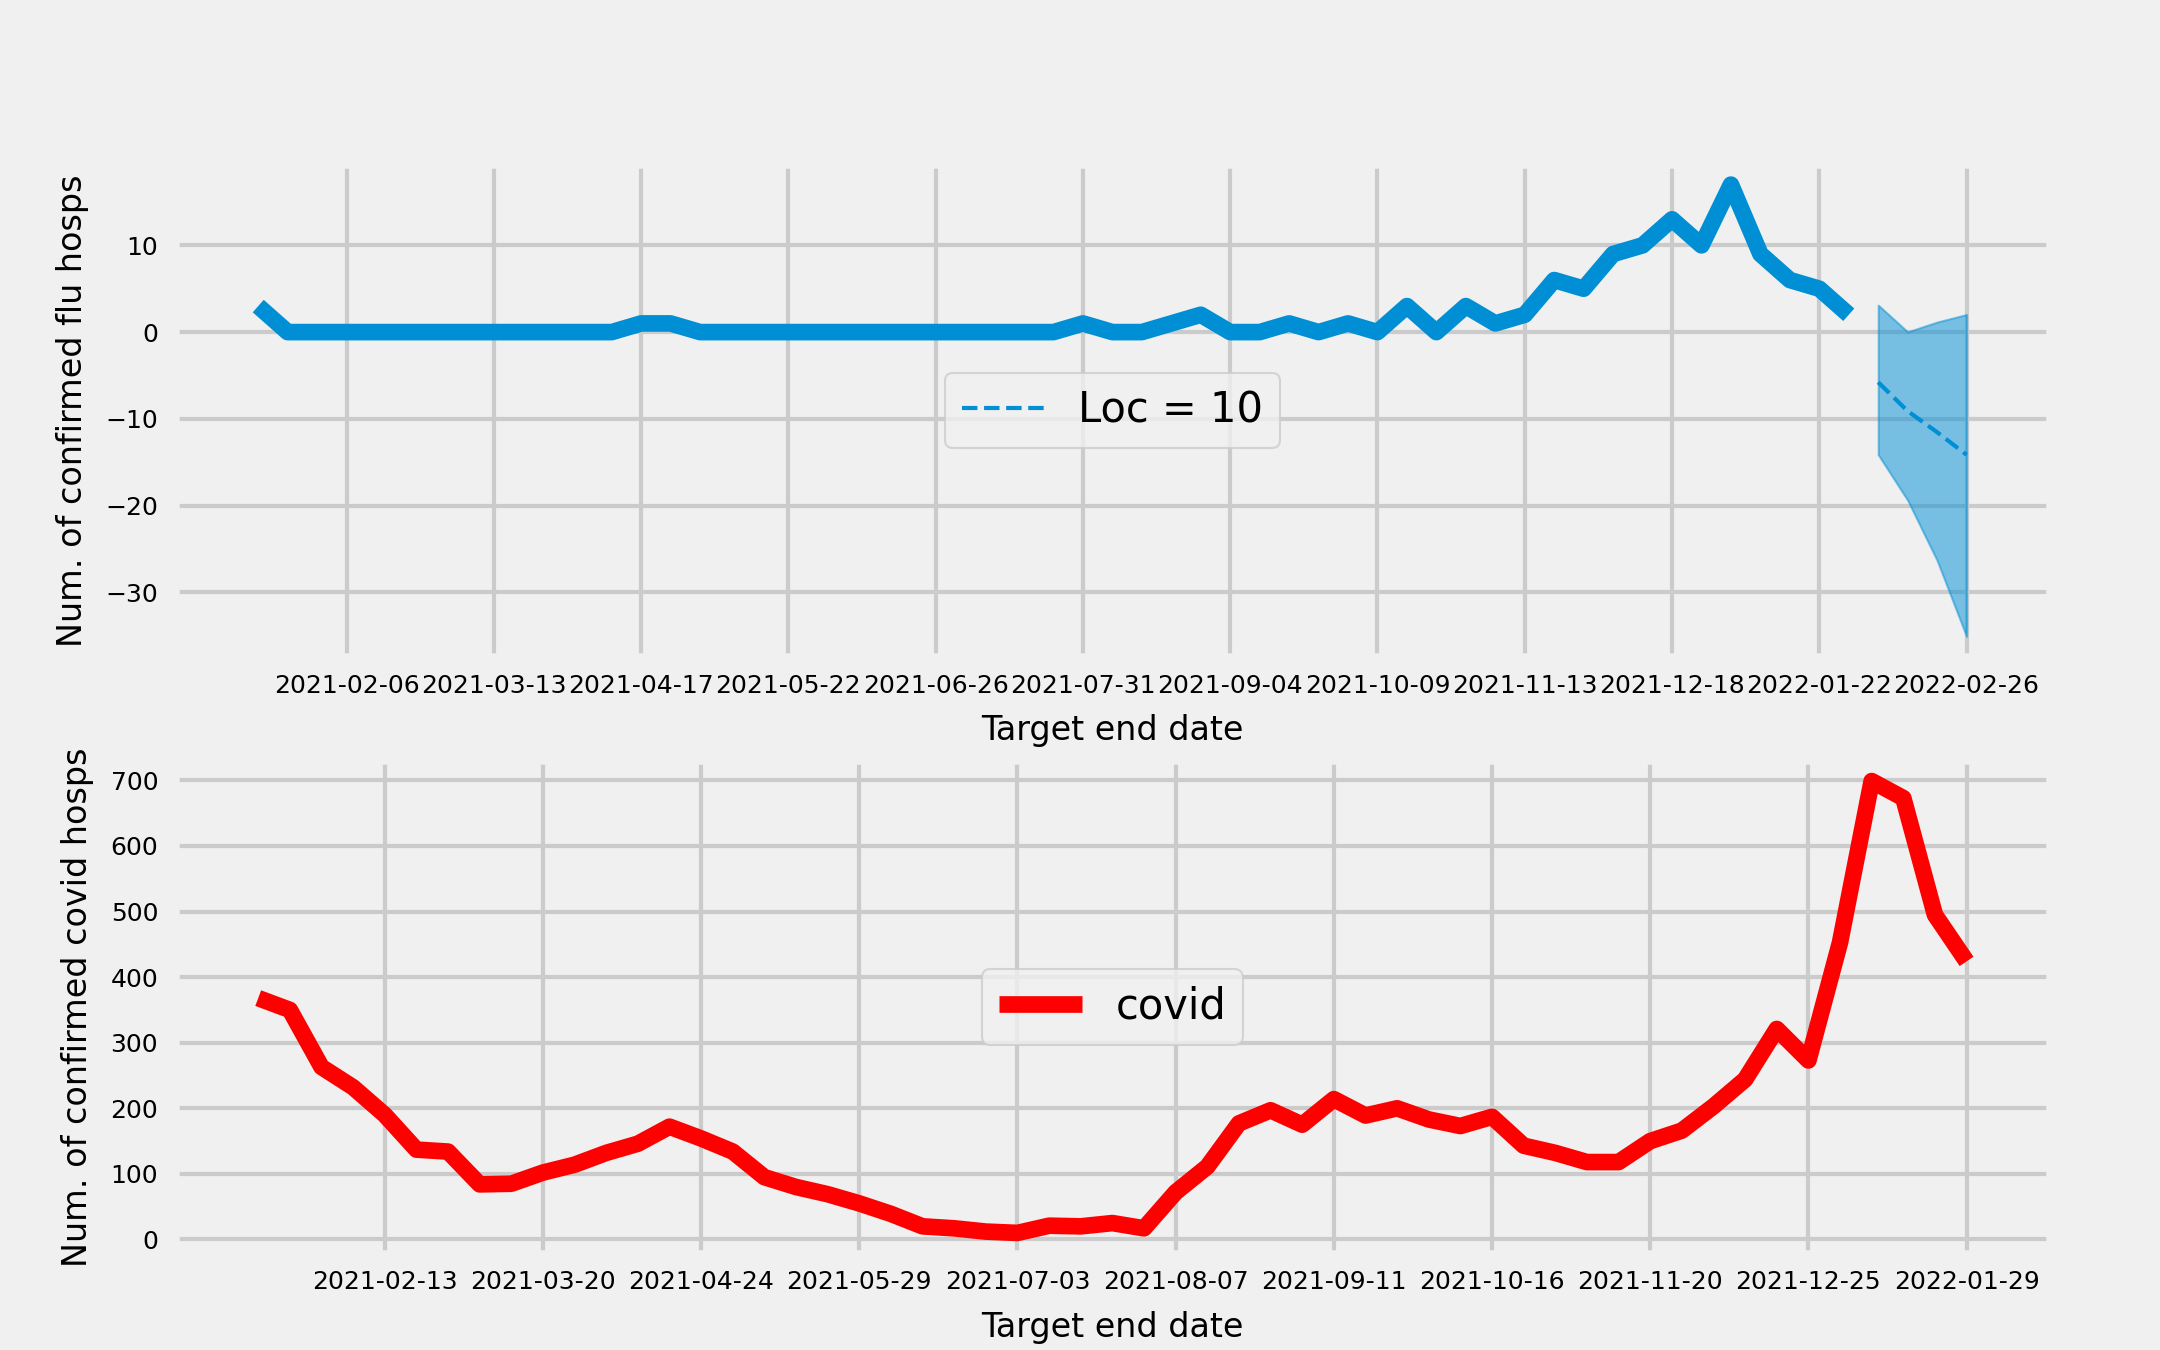 Num. of confirmed flu hosps
10
0
−10
−20
−30
Loc = 10
2021-02-06 2021-03-13 2021-04-17 2021-05-22 2021-06-26 2021-07-31 2021-09-04 2021-10-09 2021-11-13 2021-12-18 2022-01-22 2022-02-26
Target end date
Num. of confirmed covid hosps
700
600
500
400
300
200
100
0
covid
2021-02-13 2021-03-20 2021-04-24 2021-05-29 2021-07-03 2021-08-07 2021-09-11 2021-10-16 2021-11-20 2021-12-25 2022-01-29
Target end date